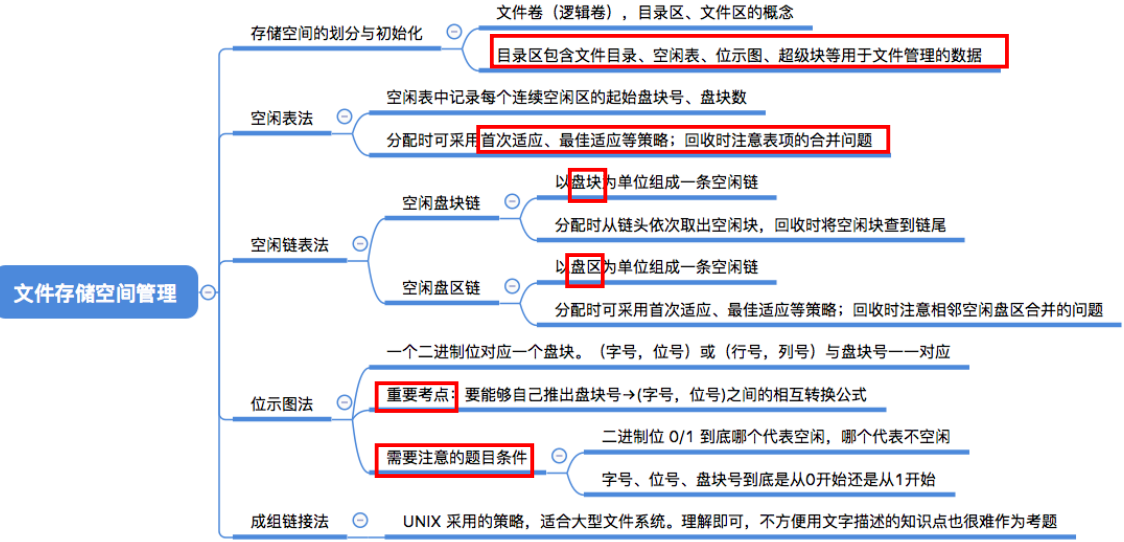 文件存储空间管理
存储空间的划分与初始化
文件卷（逻辑卷），目录区、文件区的概念
目录区包含文件目录、空闲表、位示图、超级块等用于文件管理的数据
空闲表法
空闲表中记录每个连续空闲区的起始盘块号、盘块数
分配时可采用首次适应、最佳适应等策略；回收时注意表项的合并问题
空闲链表法
空闲盘块链
以盘块为单位组成一条空闲链
分配时从链头依次取出空闲块，回收时将空闲块查到链尾
空闲盘区链
以盘区为单位组成一条空闲链
分配时可采用首次适应、最佳适应等策略；回收时注意相邻空闲盘区合并的问题
位示图法
一个二进制位对应一个盘块。（字号，位号）或（行号，列号）与盘块号一一对应
重要考点：要能够自己推出盘块号→(字号，位号)之间的相互转换公式
需要注意的题目条件
二进制位 0/1 到底哪个代表空闲，哪个代表不空闲
字号、位号、盘块号到底是从0开始还是从1开始
成组链接法
UNIX 采用的策略，适合大型文件系统。理解即可，不方便用文字描述的知识点也很难作为考题